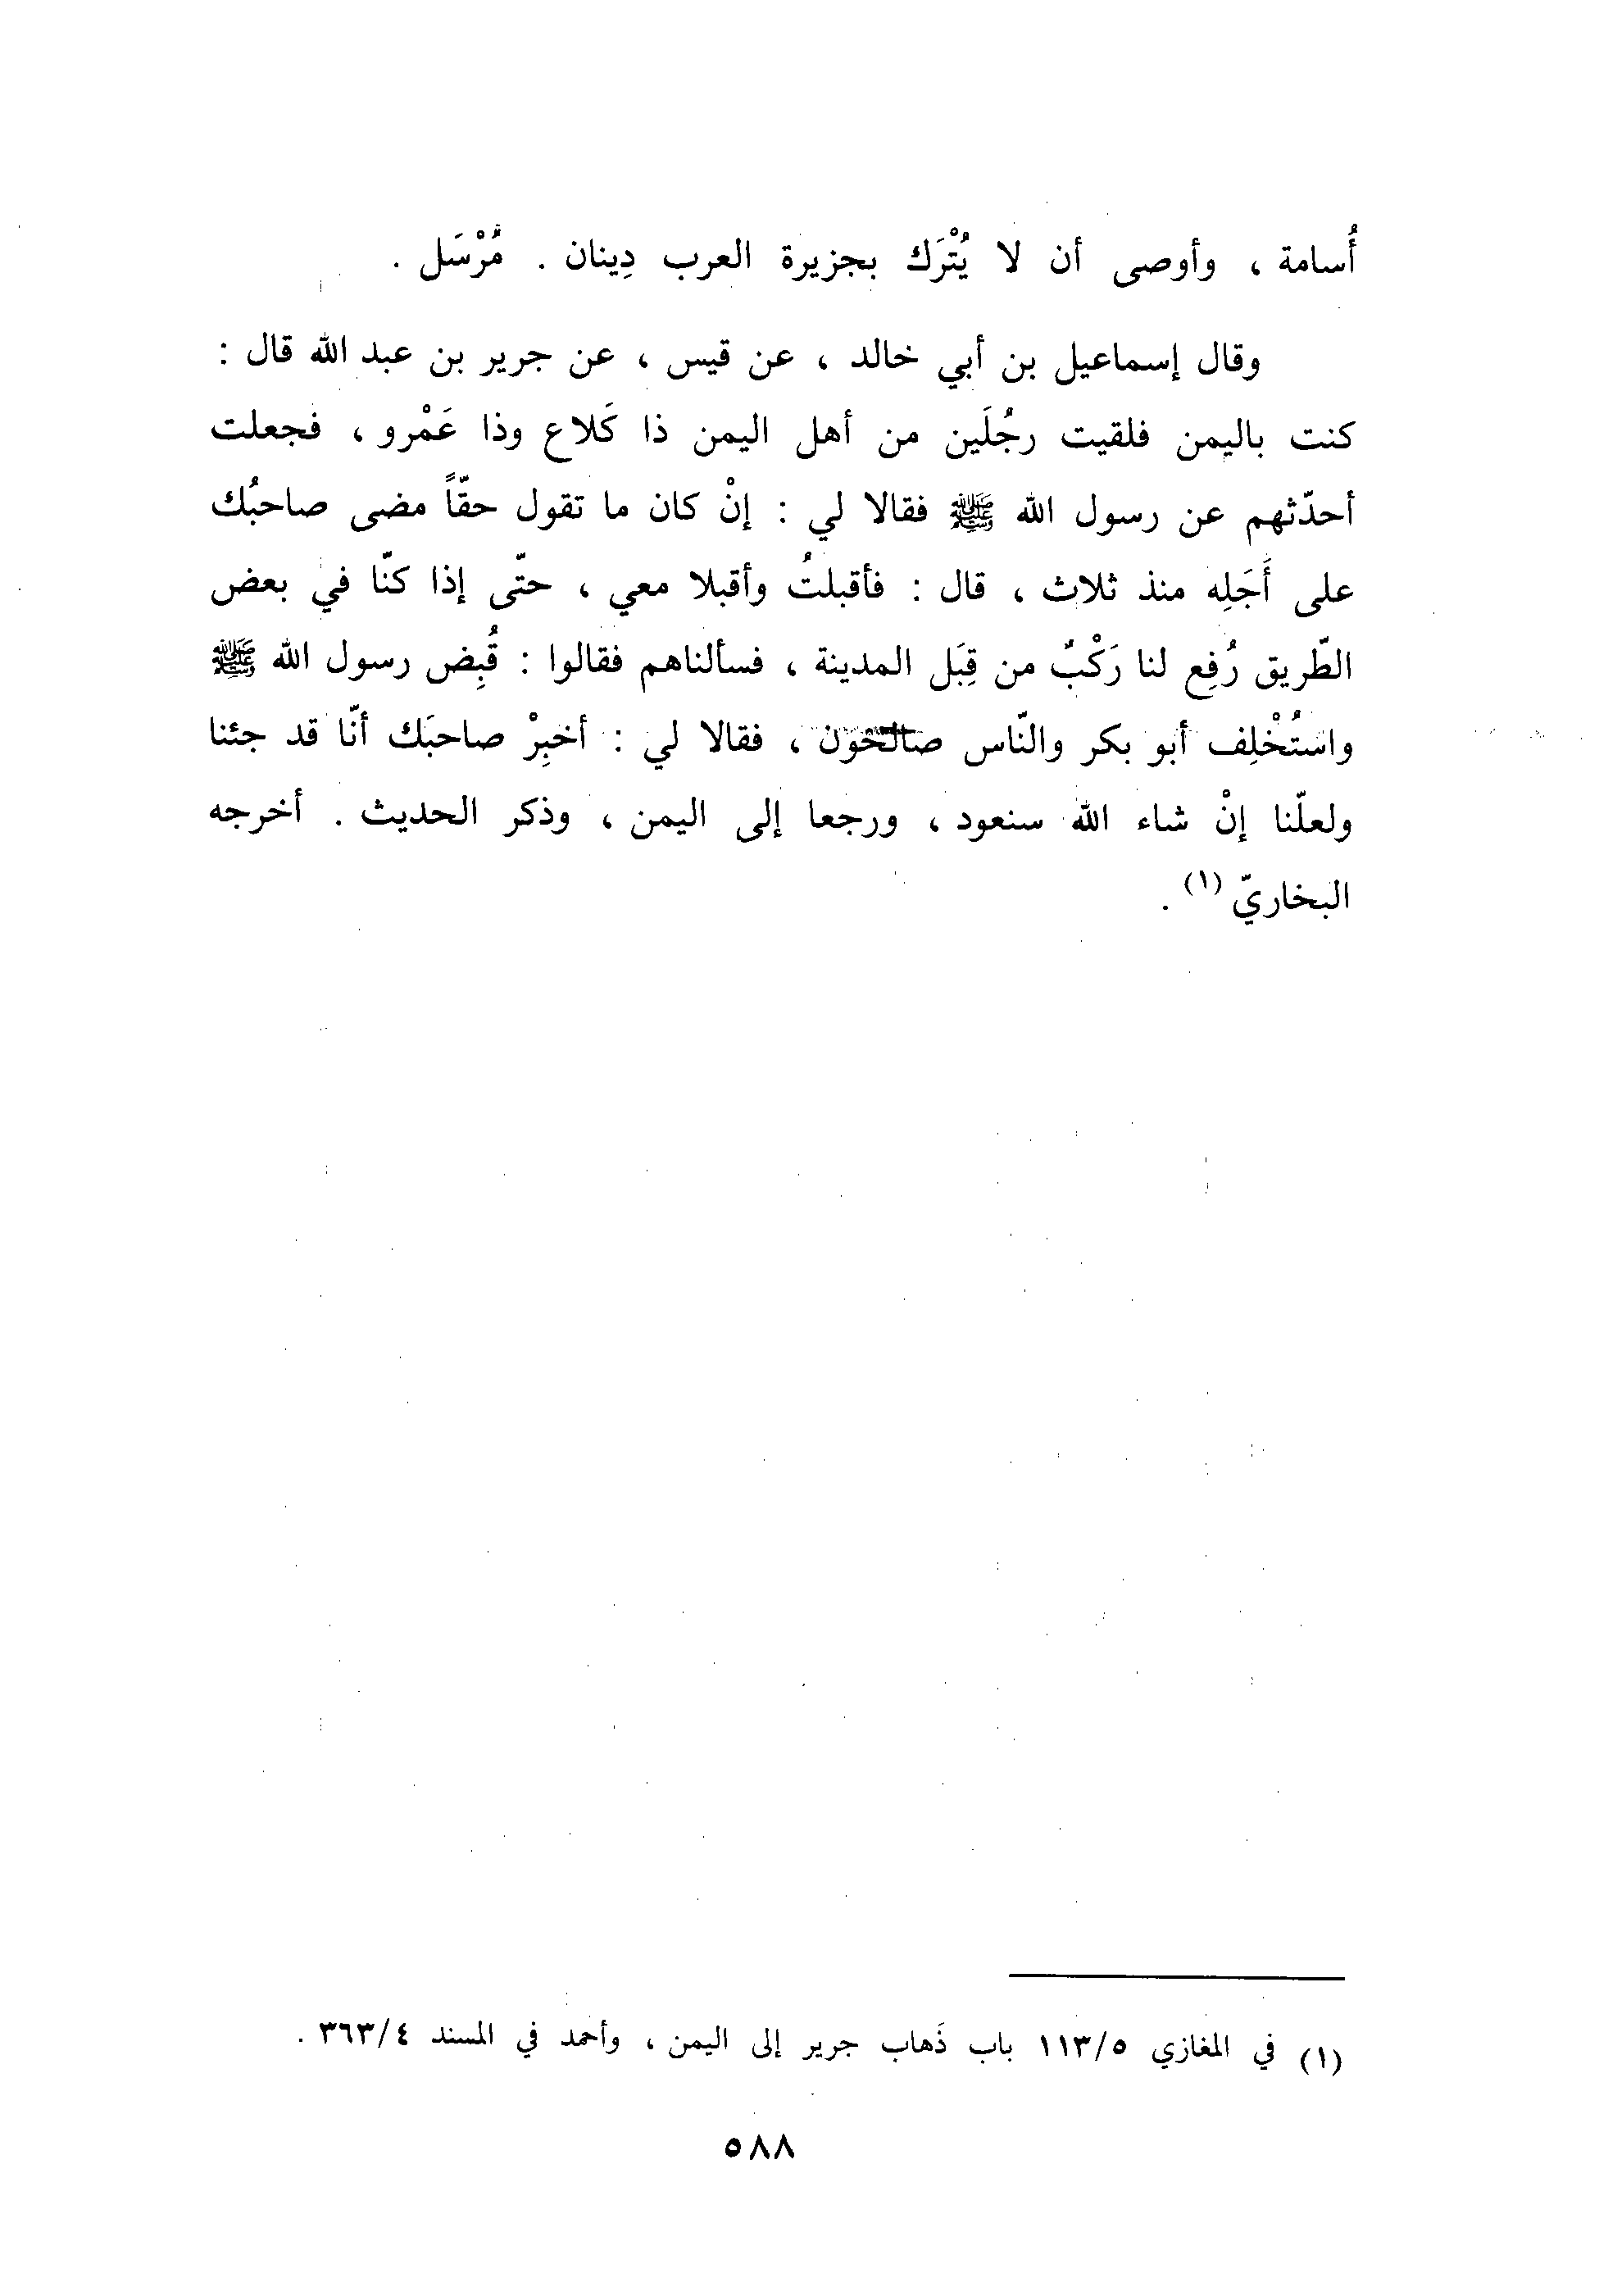 أُسامة ، وأوصى أن لا يُتْرَك بجزيرة العرب دِينان . مُرْسَل .
وقال إسماعيل بن أبي خالد ، عن قيس ، عن جرير بن عبد الله قال :
كنت باليمن فلقيت رجُلَين من أهل اليمن ذا كَلاع وذا عَمْرو ، فجعلت
أحدّثهم عن رسول الله ﷺ فقالا لي : إنْ كان ما تقول حقّاً مضى صاحبُك
على أَجَلِه منذ ثلاث ، قال : فأقبلتُ وأقبلا معي ، حتّى إذا كنّا في بعض
الطّريق رُفِع لنا رَكْبٌ من قِبَل المدينة ، فسألناهم فقالوا : قُبِض رسول الله ﷺ
واستُخْلِف أبو بكر والنّاس صالحون ، فقالا لي : أخبِرْ صاحبَك أنّا قد جئنا
ولعلّنا إنْ شاء الله سنعود ، ورجعا إلى اليمن ، وذكر الحديث . أخرجه
البخاريّ (١) .
(١) في المغازي ١١٣/٥ باب ذَهاب جرير إلى اليمن ، وأحمد في المسند ٣٦٣/٤ .
٥٨٨